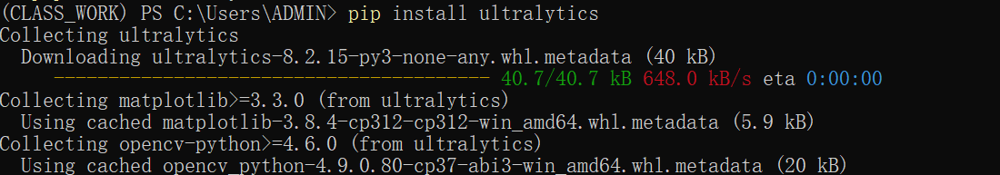 (CLASS_WORK) PS C:\Users\ADMIN> pip install ultralytics
Collecting ultralytics
  Downloading ultralytics-8.2.15-py3-none-any.whl.metadata (40 kB)
     ---------------------------------------- 40.7/40.7 kB 648.0 kB/s eta 0:00:00
Collecting matplotlib>=3.3.0 (from ultralytics)
  Using cached matplotlib-3.8.4-cp312-cp312-win_amd64.whl.metadata (5.9 kB)
Collecting opencv-python>=4.6.0 (from ultralytics)
  Using cached opencv_python-4.9.0.80-cp37-abi3-win_amd64.whl.metadata (20 kB)